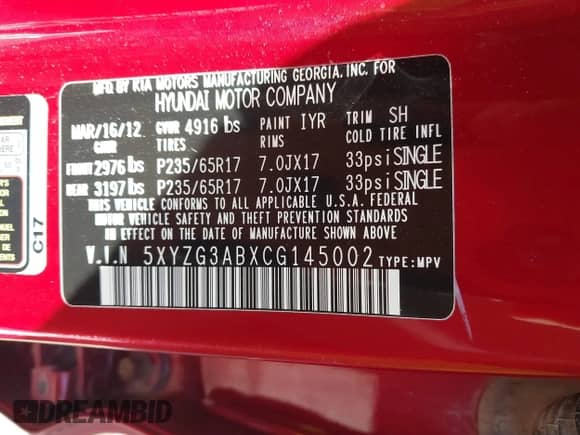 MFD. BY KIA MOTORS MANUFACTURING GEORGIA, INC. FOR
HYUNDAI MOTOR COMPANY
MAR/16/12 GVWR 4916 lbs PAINT IYR TRIM SH
GAWR TIRES RIMS COLD TIRE INFL
FRONT 2976 lbs P235/65R17 7.0JX17 33psi SINGLE
REAR 3197 lbs P235/65R17 7.0JX17 33psi SINGLE
THIS VEHICLE CONFORMS TO ALL APPLICABLE U.S.A. FEDERAL
MOTOR VEHICLE SAFETY AND THEFT PREVENTION STANDARDS
IN EFFECT ON THE DATE OF MANUFACTURE SHOWN ABOVE.
V.I.N 5XYZG3ABXCG145002 TYPE:MPV
C17
DREAMBID